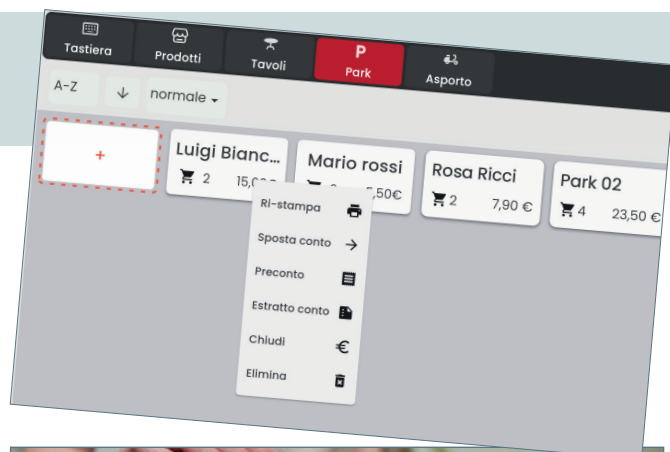 Tastiera
Prodotti
Tavoli
P
Park
Asporto
A-Z
normale
+
Luigi Bianc...
2
Mario rossi
Rosa Ricci
2 7,90 €
Park 02
4 23,50 €
Ri-stampa
Sposta conto
Preconto
Estratto conto
Chiudi
€
Elimina